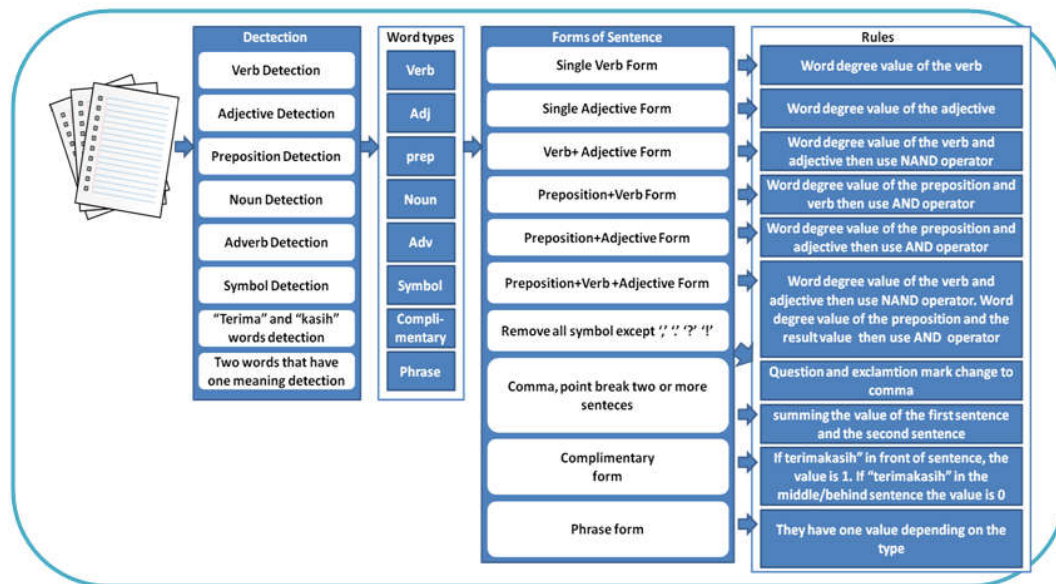 Dectection
Verb Detection
Adjective Detection
Preposition Detection
Noun Detection
Adverb Detection
Symbol Detection
“Terima” and “kasih”
words detection
Two words that have
one meaning detection
Word types
Verb
Adj
prep
Noun
Adv
Symbol
Compli-
mentary
Phrase
Forms of Sentence
Single Verb Form
Single Adjective Form
Verb+ Adjective Form
Preposition+Verb Form
Preposition+Adjective Form
Preposition+Verb +Adjective Form
Remove all symbol except ‘,’ ‘.’ ‘?’ ‘!’
Comma, point break two or more
senteces
Complimentary
form
Phrase form
Rules
Word degree value of the verb
Word degree value of the adjective
Word degree value of the verb and
adjective then use NAND operator
Word degree value of the preposition and
verb then use AND operator
Word degree value of the preposition and
adjective then use AND operator
Word degree value of the verb and
adjective then use NAND operator. Word
degree value of the preposition and the
result value then use AND operator
Question and exclamtion mark change to
comma
summing the value of the first sentence
and the second sentence
If terimakasih” in front of sentence, the
value is 1. If “terimakasih” in the
middle/behind sentence the value is 0
They have one value depending on the
type